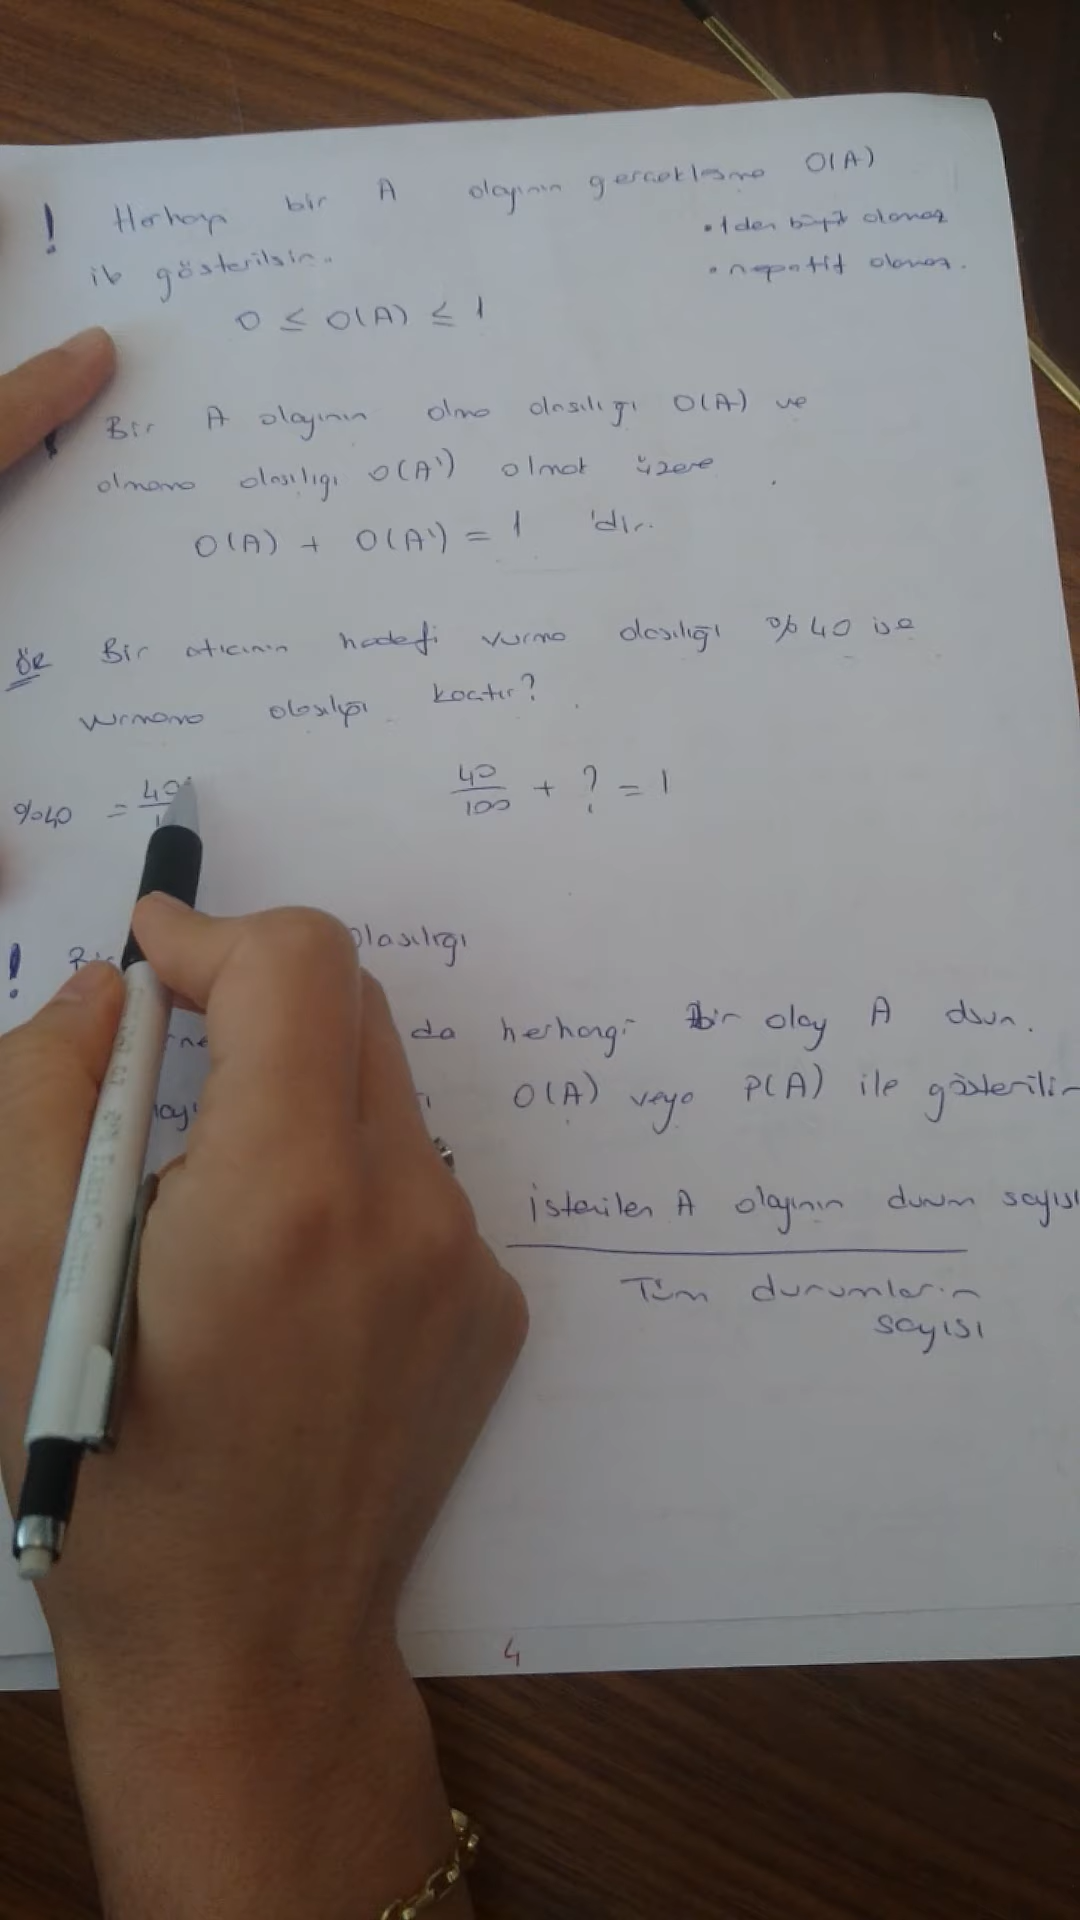 ! Herhangi bir A olayının gerçekleşme O(A)
ile gösterilsin.
• 1 den büyük olamaz
• negatif olamaz.
0 ≤ O(A) ≤ 1
Bir A olayının olma olasılığı O(A) ve
olmama olasılığı O(A') olmak üzere
O(A) + O(A') = 1 'dir.
ÖR Bir atıcının hedefi vurma olasılığı %40 ise
vurmama olasılığı kaçtır?
%40 = 40
40/100 + ? = 1
! Bir olasılığı
da herhangi bir olay A olsun.
O(A) veya P(A) ile gösterilir
İstenilen A olayının durum sayısı
Tüm durumların
sayısı
4